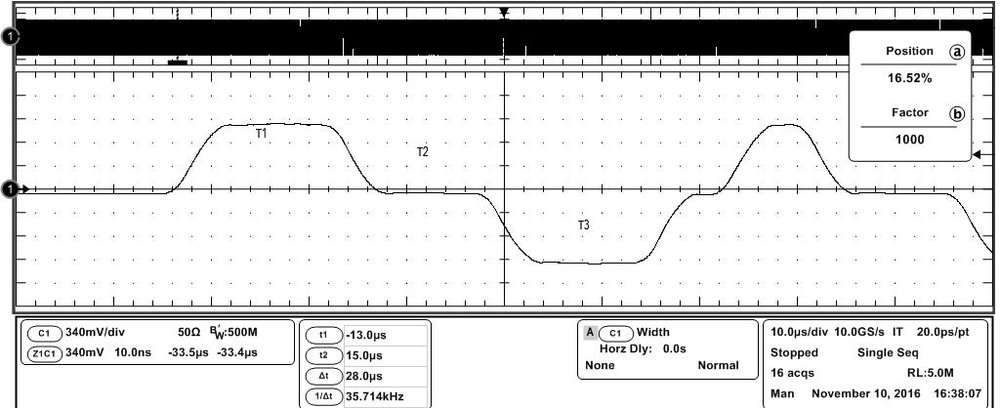 1
Position a
16.52%
Factor b
1000
T1
T2
1
T3
C1 340mV/div 50Ω BW:500M
Z1C1 340mV 10.0ns -33.5µs -33.4µs
t1 -13.0µs
t2 15.0µs
Δt 28.0µs
1/Δt 35.714kHz
A C1 Width
Horz Dly: 0.0s
None Normal
10.0µs/div 10.0GS/s IT 20.0ps/pt
Stopped Single Seq
16 acqs RL:5.0M
Man November 10, 2016 16:38:07